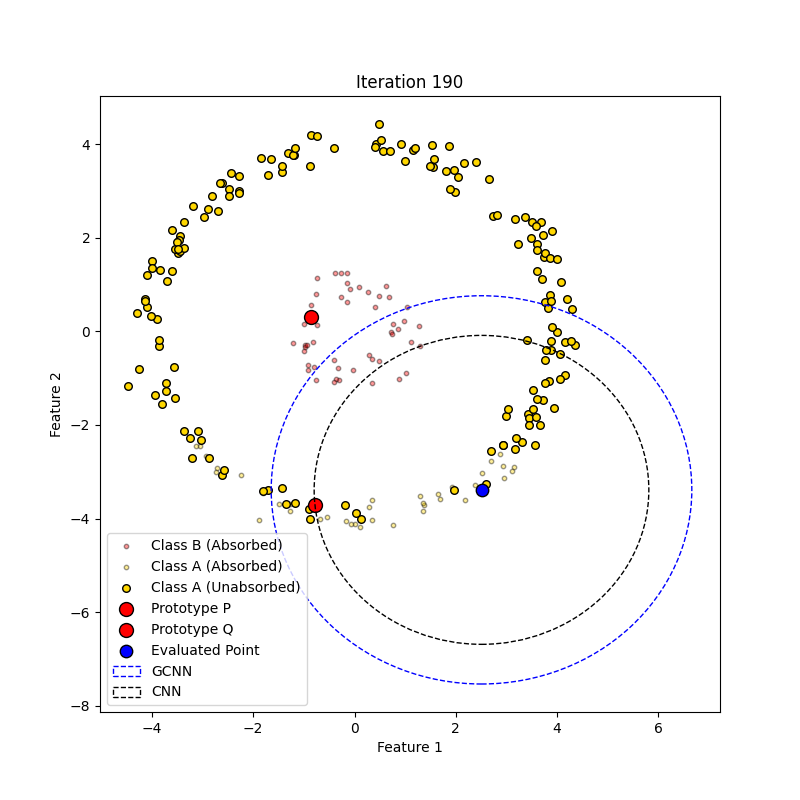 Iteration 190
4
2
0
−2
−4
−6
−8
Feature 2
Class B (Absorbed)
Class A (Absorbed)
Class A (Unabsorbed)
Prototype P
Prototype Q
Evaluated Point
GCNN
CNN
−4 −2 0 2 4 6
Feature 1